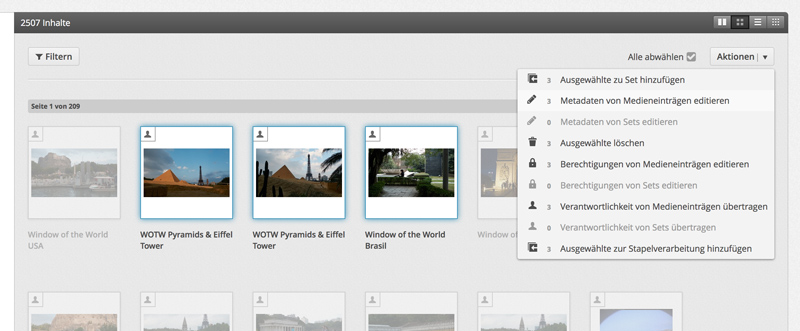 2507 Inhalte
Filtern
Alle abwählen
Aktionen
3 Ausgewählte zu Set hinzufügen
3 Metadaten von Medieneinträgen editieren
0 Metadaten von Sets editieren
3 Ausgewählte löschen
3 Berechtigungen von Medieneinträgen editieren
0 Berechtigungen von Sets editieren
3 Verantwortlichkeit von Medieneinträgen übertragen
0 Verantwortlichkeit von Sets übertragen
3 Ausgewählte zur Stapelverarbeitung hinzufügen
Seite 1 von 209
Window of the World
USA
WOTW Pyramids & Eiffel
Tower
WOTW Pyramids & Eiffel
Tower
Window of the World
Brasil
Window of